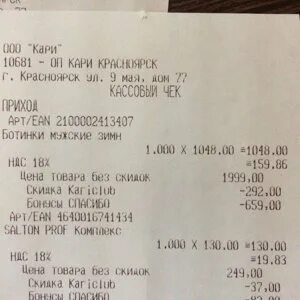 ООО "Кари"
10681 - ОП КАРИ КРАСНОЯРСК
г. Красноярск ул. 9 мая, дом 77
КАССОВЫЙ ЧЕК
ПРИХОД
Арт/EAN 2100002413407
Ботинки мужские зимн
1.000 X 1048.00 =1048.00
НДС 18% =159.86
Цена товара без скидок 1999,00
Скидка Kariclub -292,00
Бонусы СПАСИБО -659,00
Арт/EAN 4640016741434
SALTON PROF Комплекс
1.000 X 130.00 =130.00
НДС 18% =19.83
Цена товара без скидок 249,00
Скидка Kariclub -37,00
Бонусы СПАСИБО